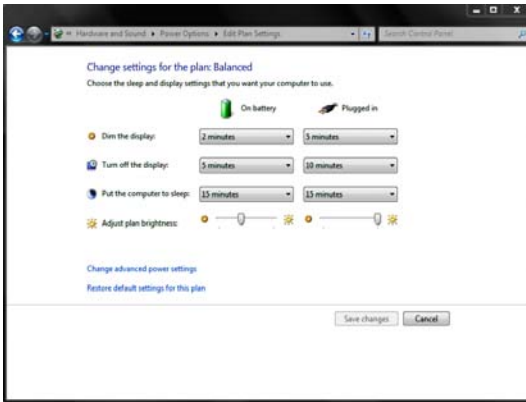 « Hardware and Sound ▸ Power Options ▸ Edit Plan Settings
Search Control Panel
Change settings for the plan: Balanced
Choose the sleep and display settings that you want your computer to use.
On battery Plugged in
Dim the display: 2 minutes 5 minutes
Turn off the display: 5 minutes 10 minutes
Put the computer to sleep: 15 minutes 15 minutes
Adjust plan brightness:
Change advanced power settings
Restore default settings for this plan
Save changes Cancel